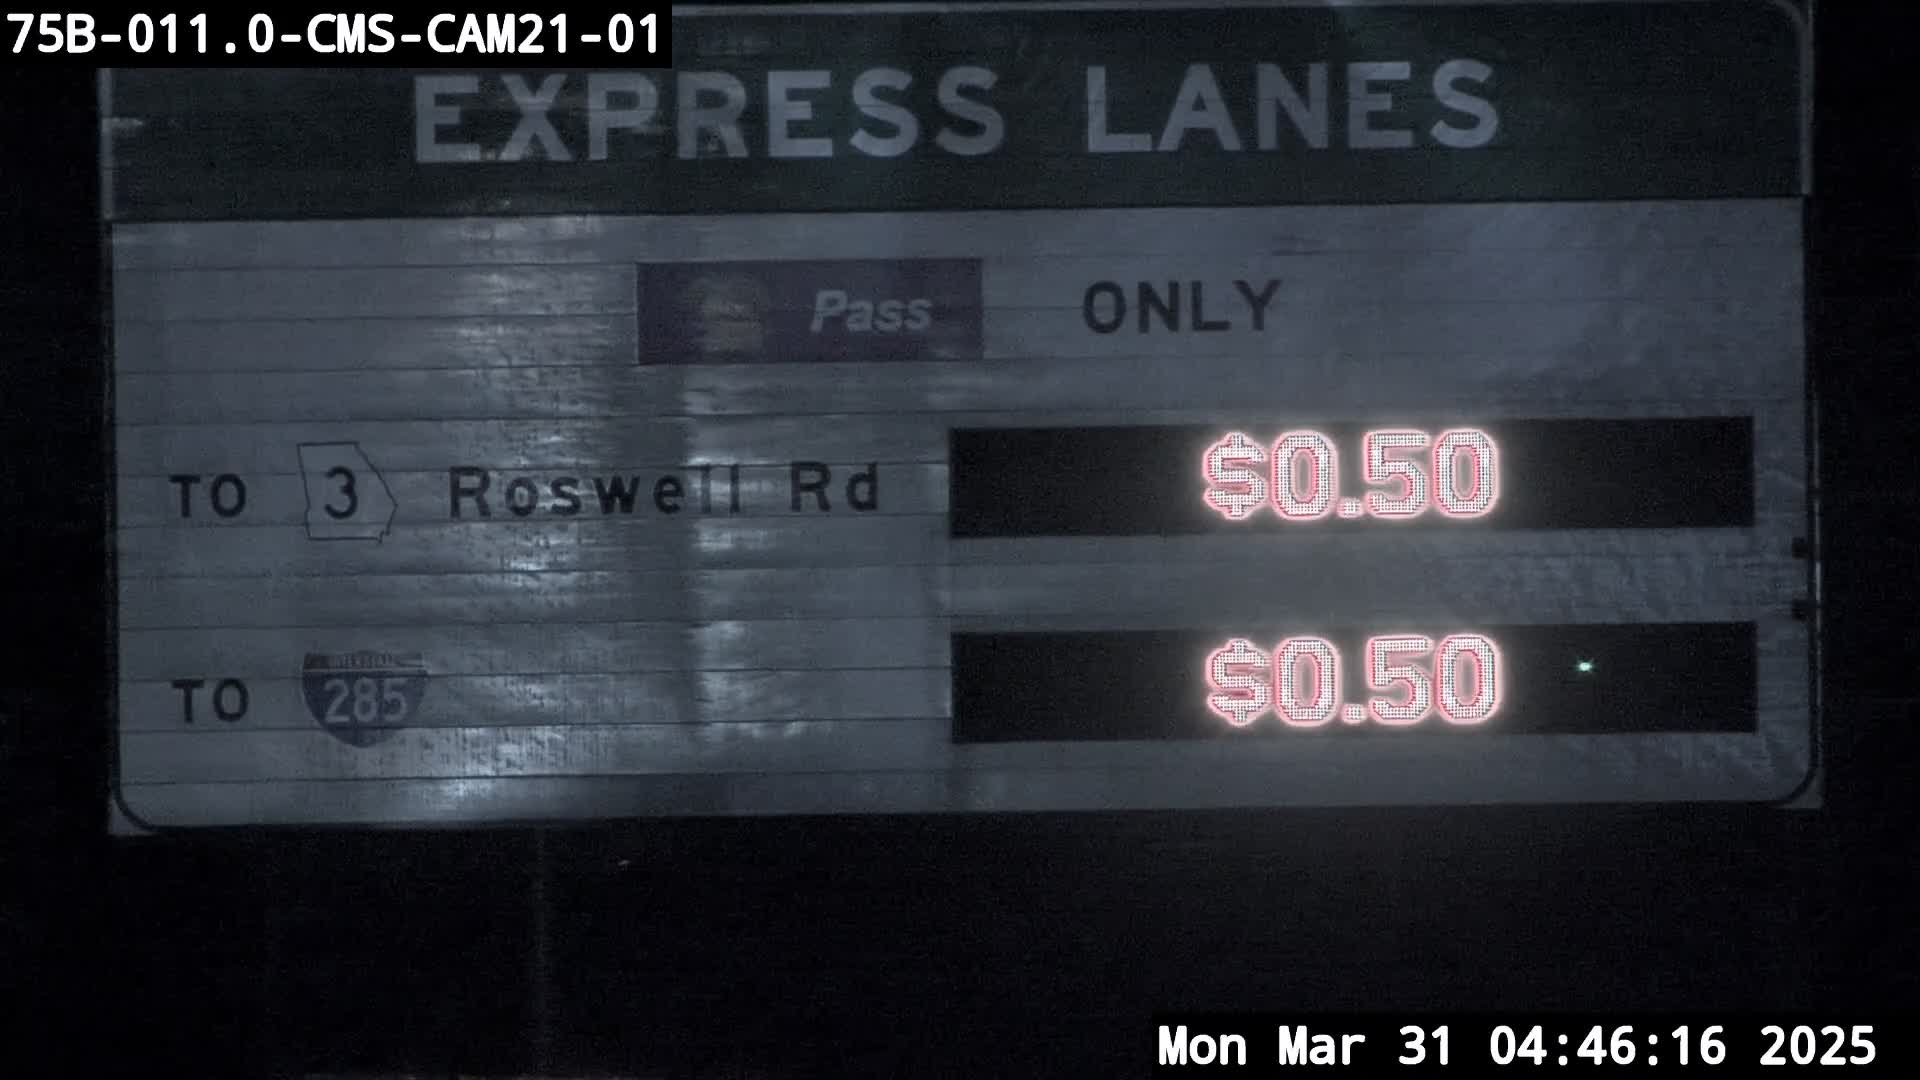 75B-011.0-CMS-CAM21-01
EXPRESS LANES
Pass ONLY
TO 3 Roswell Rd $0.50
TO INTERSTATE 285 $0.50
Mon Mar 31 04:46:16 2025